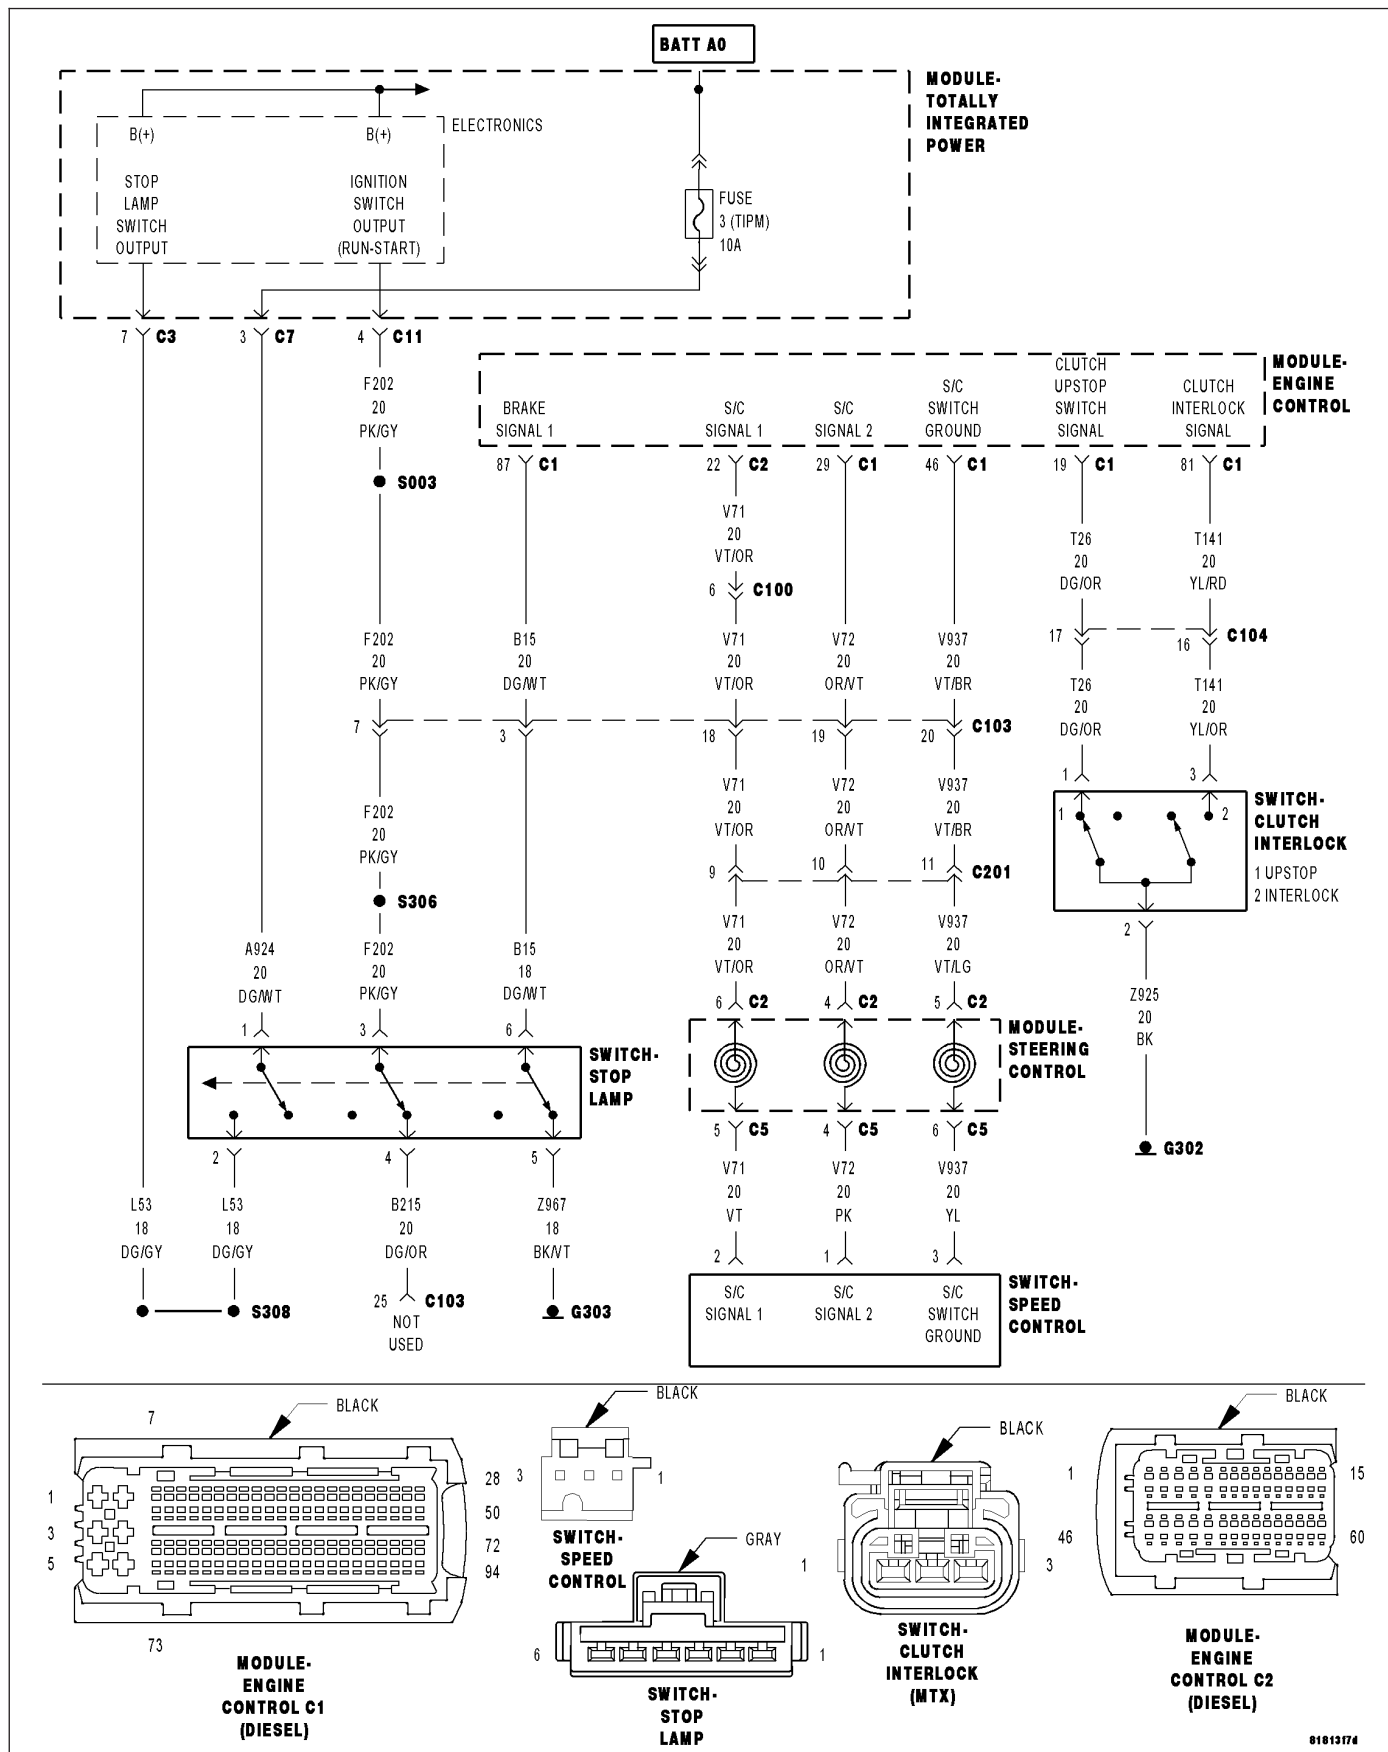 BATT A0
MODULE-
TOTALLY
INTEGRATED
POWER
B(+)
B(+)
ELECTRONICS
STOP
LAMP
SWITCH
OUTPUT
IGNITION
SWITCH
OUTPUT
(RUN-START)
FUSE
3 (TIPM)
10A
7 C3
3 C7
4 C11
F202
20
PK/GY
S003
MODULE-
ENGINE
CONTROL
BRAKE
SIGNAL 1
S/C
SIGNAL 1
S/C
SIGNAL 2
S/C
SWITCH
GROUND
CLUTCH
UPSTOP
SWITCH
SIGNAL
CLUTCH
INTERLOCK
SIGNAL
87 C1
22 C2
29 C1
46 C1
19 C1
81 C1
V71
20
VT/OR
6 C100
T26
20
DG/OR
T141
20
YL/RD
17
16
C104
F202
20
PK/GY
B15
20
DG/WT
V71
20
VT/OR
V72
20
OR/VT
V937
20
VT/BR
T26
20
DG/OR
T141
20
YL/OR
7
3
18
19
20
C103
1
3
F202
20
PK/GY
V71
20
VT/OR
V72
20
OR/VT
V937
20
VT/BR
1
2
SWITCH-
CLUTCH
INTERLOCK
1 UPSTOP
2 INTERLOCK
9
10
11
C201
S306
2
A924
20
DG/WT
F202
20
PK/GY
B15
18
DG/WT
V71
20
VT/OR
V72
20
OR/VT
V937
20
VT/LG
Z925
20
BK
1
3
6
6 C2
4 C2
5 C2
SWITCH-
STOP
LAMP
MODULE-
STEERING
CONTROL
2
4
5
5 C5
4 C5
6 C5
G302
L53
18
DG/GY
L53
18
DG/GY
B215
20
DG/OR
Z967
18
BK/VT
V71
20
VT
V72
20
PK
V937
20
YL
2
1
3
S308
25 C103
NOT
USED
G303
S/C
SIGNAL 1
S/C
SIGNAL 2
S/C
SWITCH
GROUND
SWITCH-
SPEED
CONTROL
7
BLACK
1
3
5
28
50
72
94
73
MODULE-
ENGINE
CONTROL C1
(DIESEL)
BLACK
3
1
SWITCH-
SPEED
CONTROL
GRAY
6
1
SWITCH-
STOP
LAMP
BLACK
1
3
SWITCH-
CLUTCH
INTERLOCK
(MTX)
BLACK
1
15
46
60
MODULE-
ENGINE
CONTROL C2
(DIESEL)
8181317d